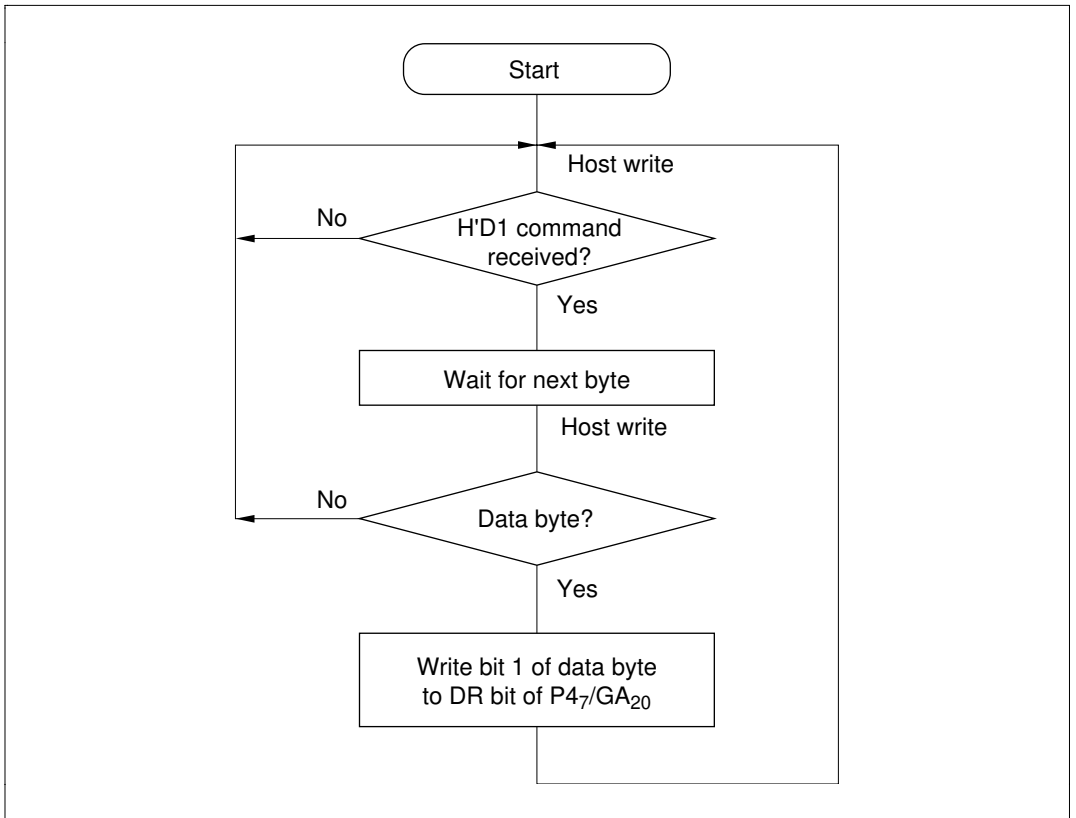 Start
Host write
No
H'D1 command
received?
Yes
Wait for next byte
Host write
No
Data byte?
Yes
Write bit 1 of data byte
to DR bit of P4₇/GA₂₀